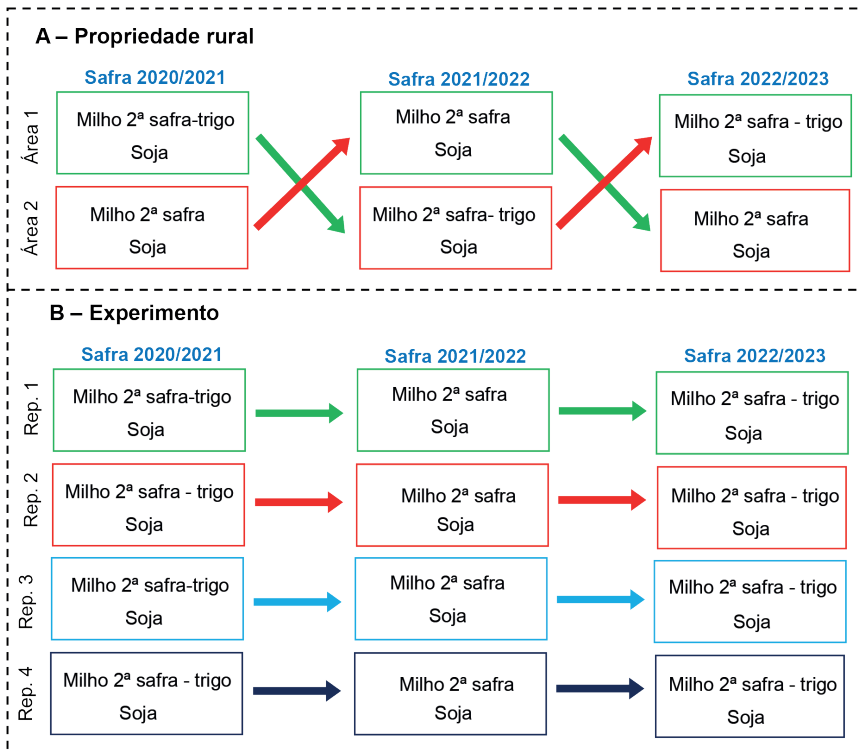 A – Propriedade rural
Safra 2020/2021
Safra 2021/2022
Safra 2022/2023
Área 1
Milho 2ª safra-trigo
Soja
Milho 2ª safra
Soja
Milho 2ª safra - trigo
Soja
Área 2
Milho 2ª safra
Soja
Milho 2ª safra- trigo
Soja
Milho 2ª safra
Soja
B – Experimento
Safra 2020/2021
Safra 2021/2022
Safra 2022/2023
Rep. 1
Milho 2ª safra-trigo
Soja
Milho 2ª safra
Soja
Milho 2ª safra - trigo
Soja
Rep. 2
Milho 2ª safra - trigo
Soja
Milho 2ª safra
Soja
Milho 2ª safra - trigo
Soja
Rep. 3
Milho 2ª safra-trigo
Soja
Milho 2ª safra
Soja
Milho 2ª safra - trigo
Soja
Rep. 4
Milho 2ª safra - trigo
Soja
Milho 2ª safra
Soja
Milho 2ª safra - trigo
Soja